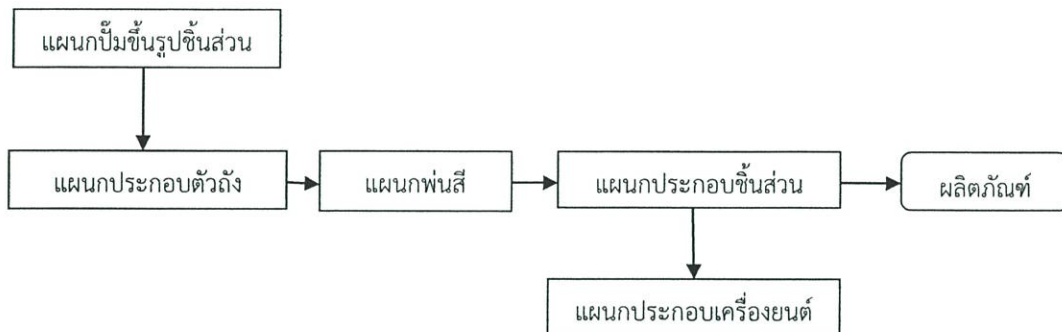 แผนกปั๊มขึ้นรูปชิ้นส่วน
แผนกประกอบตัวถัง
แผนกพ่นสี
แผนกประกอบชิ้นส่วน
ผลิตภัณฑ์
แผนกประกอบเครื่องยนต์